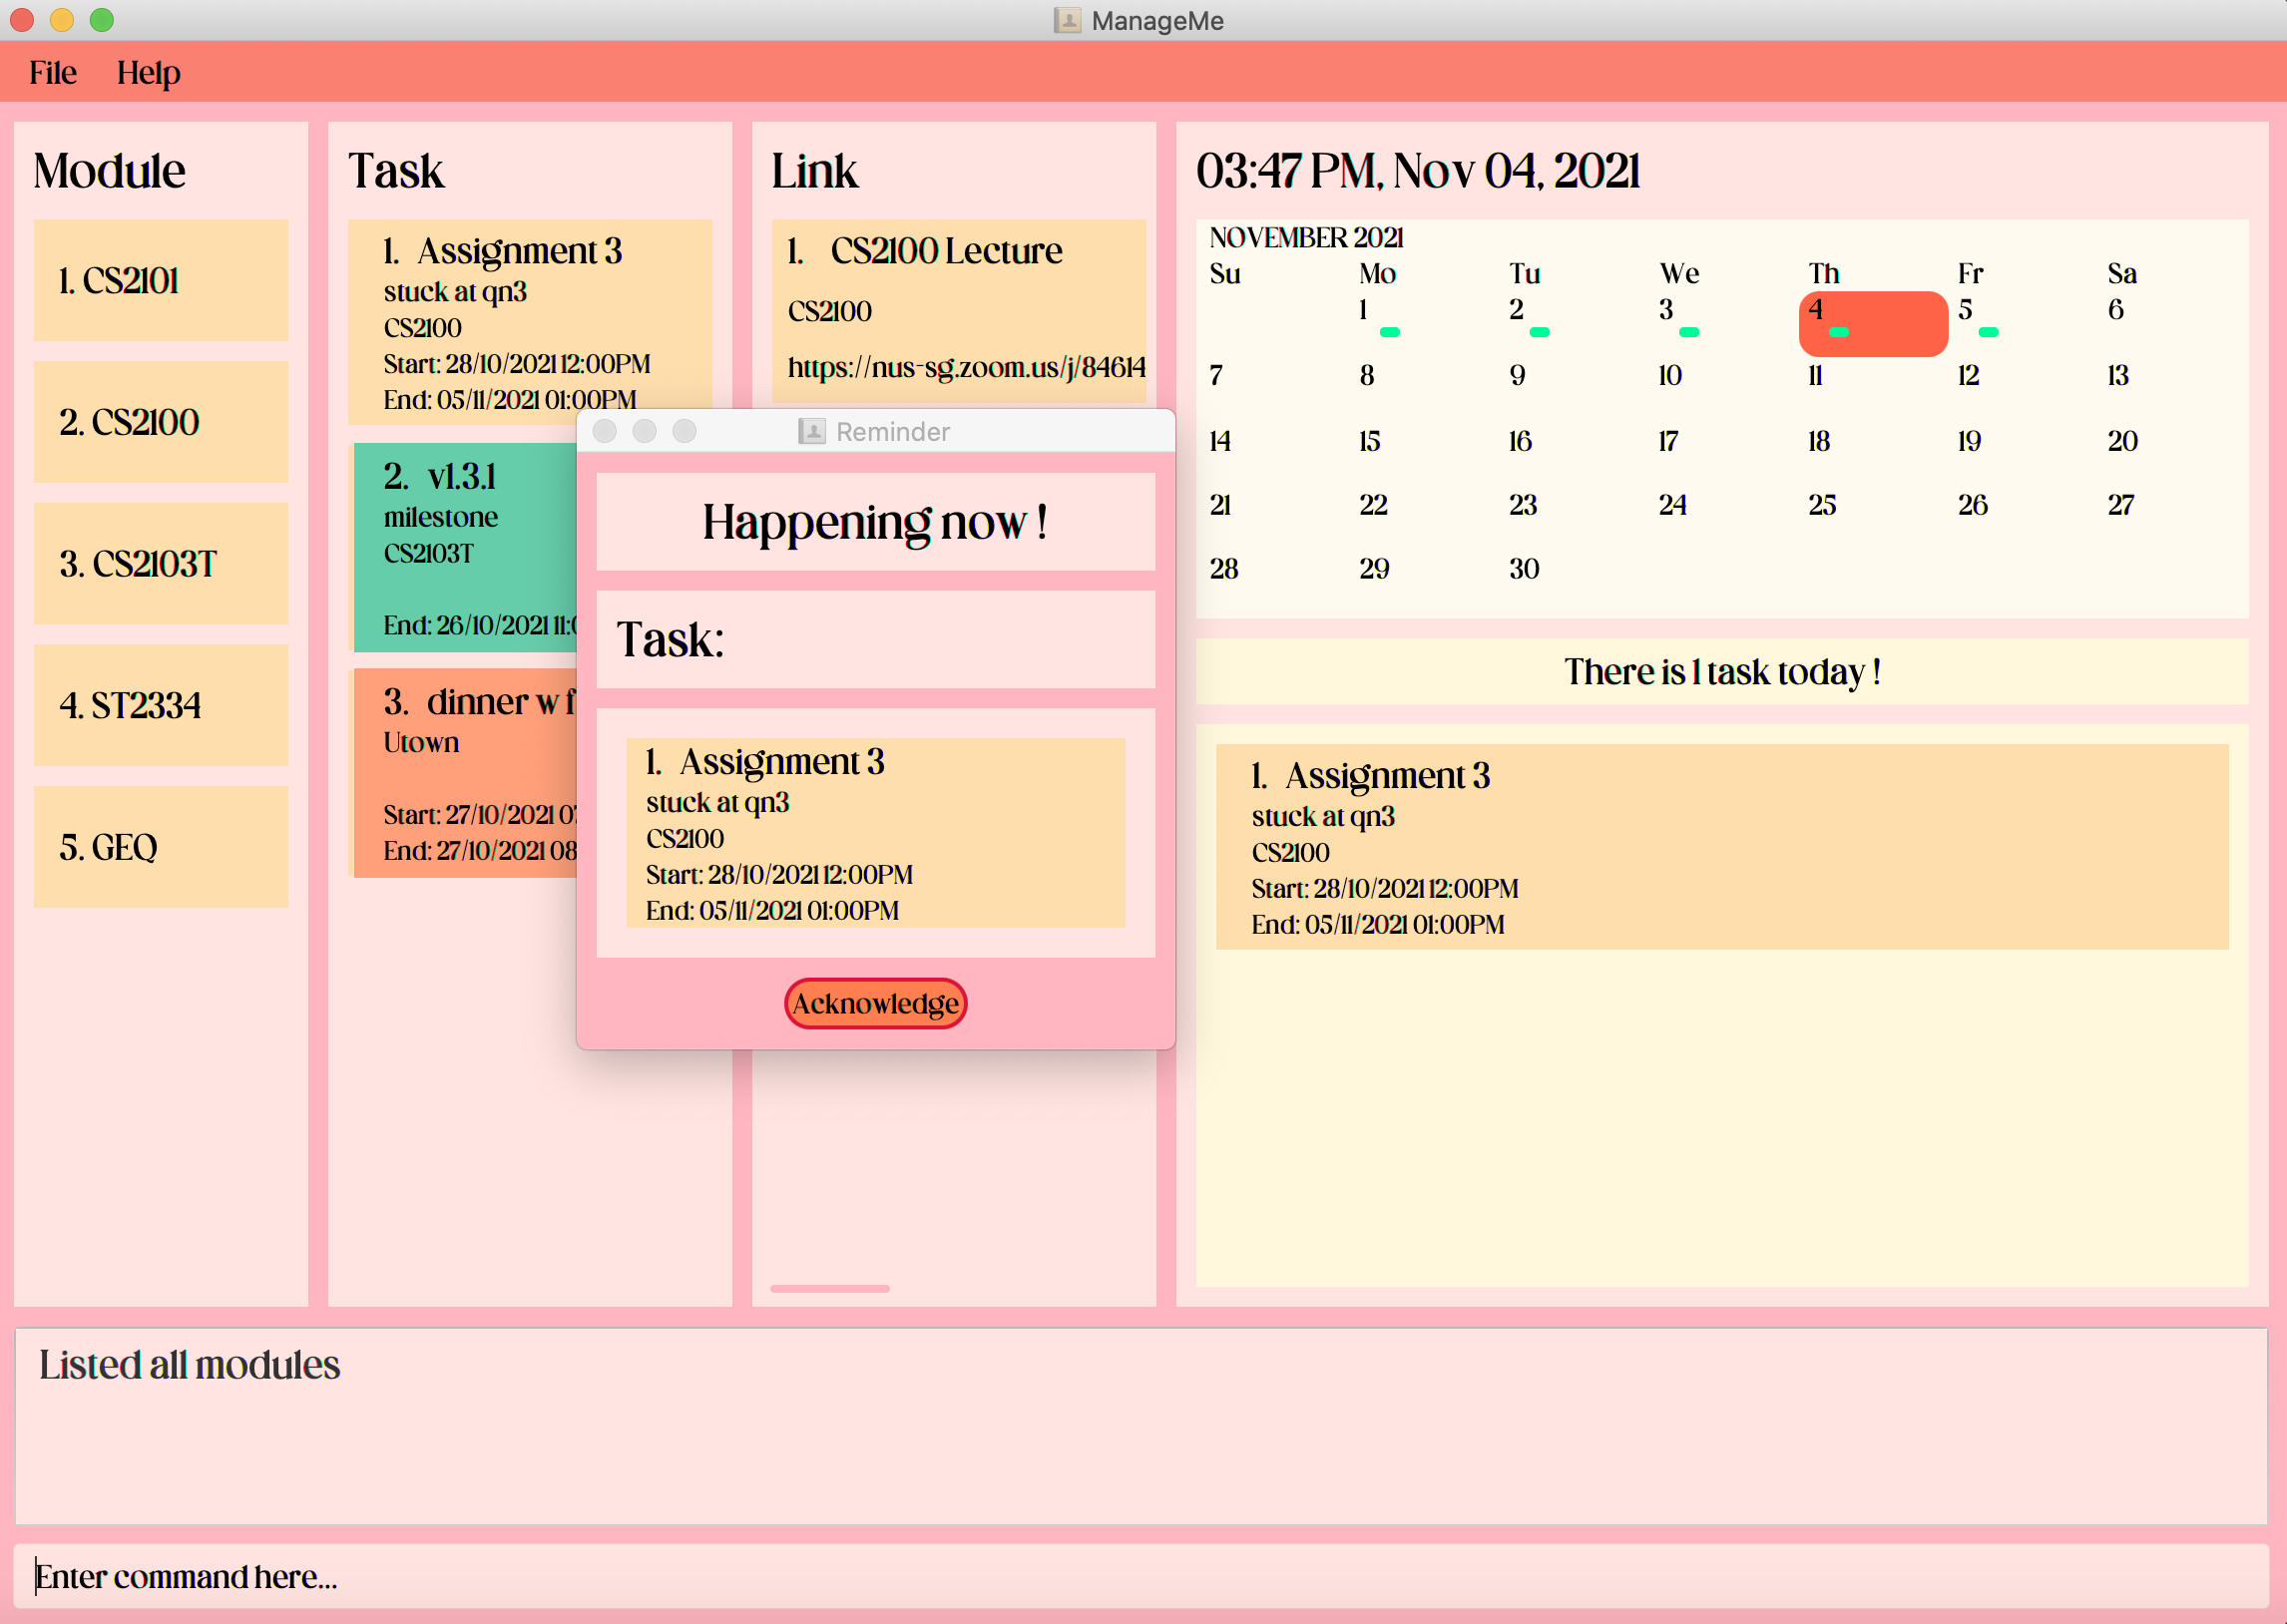 ManageMe
File Help
Module
1. CS2101
2. CS2100
3. CS2103T
4. ST2334
5. GEQ
Task
1. Assignment 3
stuck at qn3
CS2100
Start: 28/10/2021 12:00PM
End: 05/11/2021 01:00PM
2. v1.3.1
milestone
CS2103T
End: 26/10/2021 11:
3. dinner w
Utown
Start: 27/10/2021
End: 27/10/2021 08
Link
1. CS2100 Lecture
CS2100
https://nus-sg.zoom.us/j/84614
Reminder
Happening now !
Task:
1. Assignment 3
stuck at qn3
CS2100
Start: 28/10/2021 12:00PM
End: 05/11/2021 01:00PM
Acknowledge
03:47 PM, Nov 04, 2021
NOVEMBER 2021
Su Mo Tu We Th Fr Sa
1 2 3 4 5 6
7 8 9 10 11 12 13
14 15 16 17 18 19 20
21 22 23 24 25 26 27
28 29 30
There is 1 task today !
1. Assignment 3
stuck at qn3
CS2100
Start: 28/10/2021 12:00PM
End: 05/11/2021 01:00PM
Listed all modules
Enter command here...